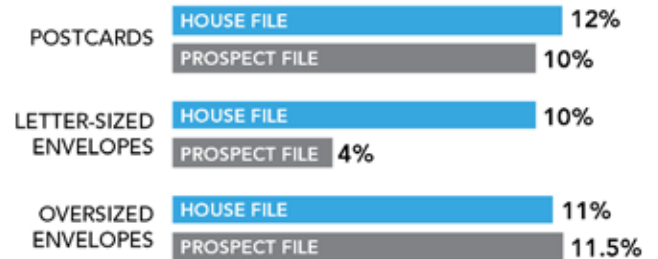 POSTCARDS
HOUSE FILE 12%
PROSPECT FILE 10%
LETTER-SIZED
ENVELOPES
HOUSE FILE 10%
PROSPECT FILE 4%
OVERSIZED
ENVELOPES
HOUSE FILE 11%
PROSPECT FILE 11.5%